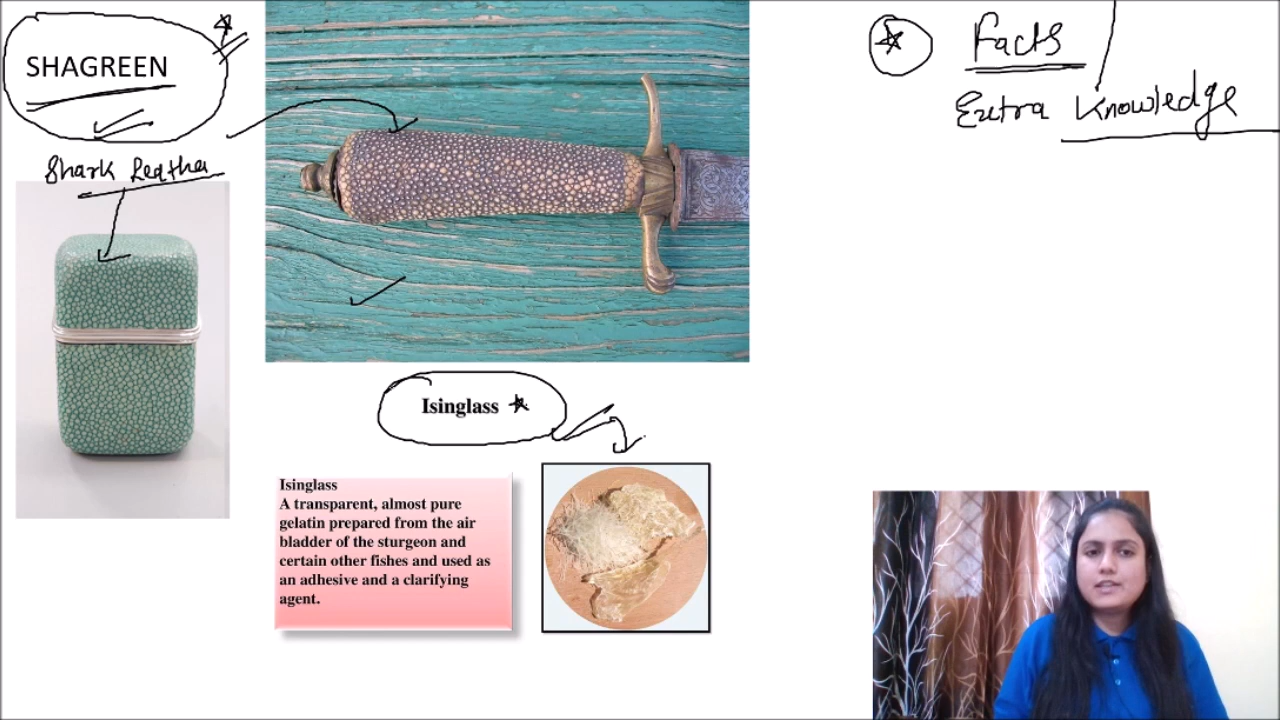 SHAGREEN
Shark Leather
Facts
Extra Knowledge
Isinglass
Isinglass
A transparent, almost pure
gelatin prepared from the air
bladder of the sturgeon and
certain other fishes and used as
an adhesive and a clarifying
agent.